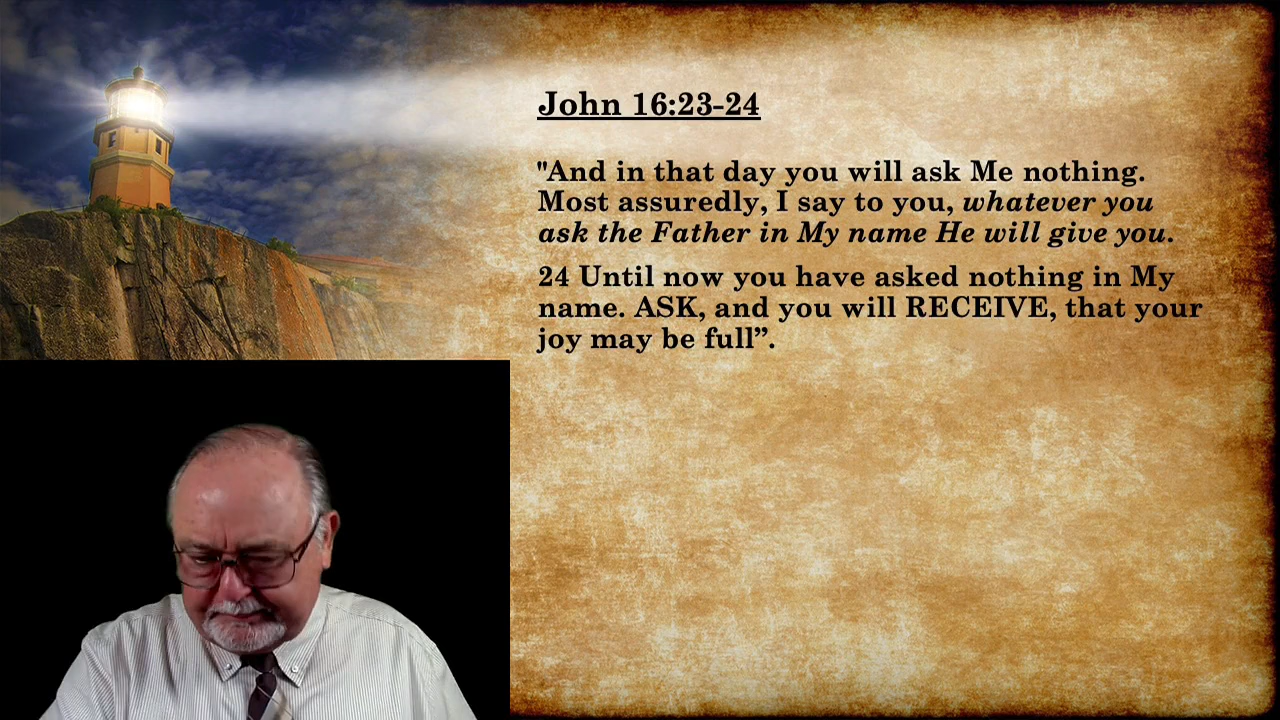 John 16:23-24
"And in that day you will ask Me nothing.
Most assuredly, I say to you, whatever you
ask the Father in My name He will give you.
24 Until now you have asked nothing in My
name. ASK, and you will RECEIVE, that your
joy may be full”.